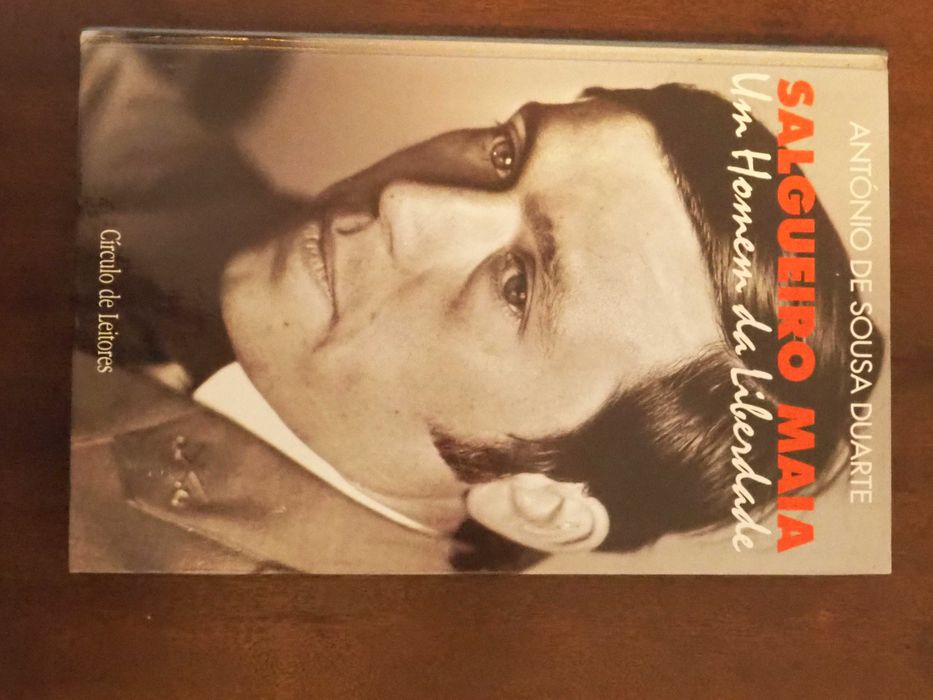 ANTÓNIO DE SOUSA DUARTE
SALGUEIRO MAIA
Um Homem da Liberdade
Círculo de Leitores